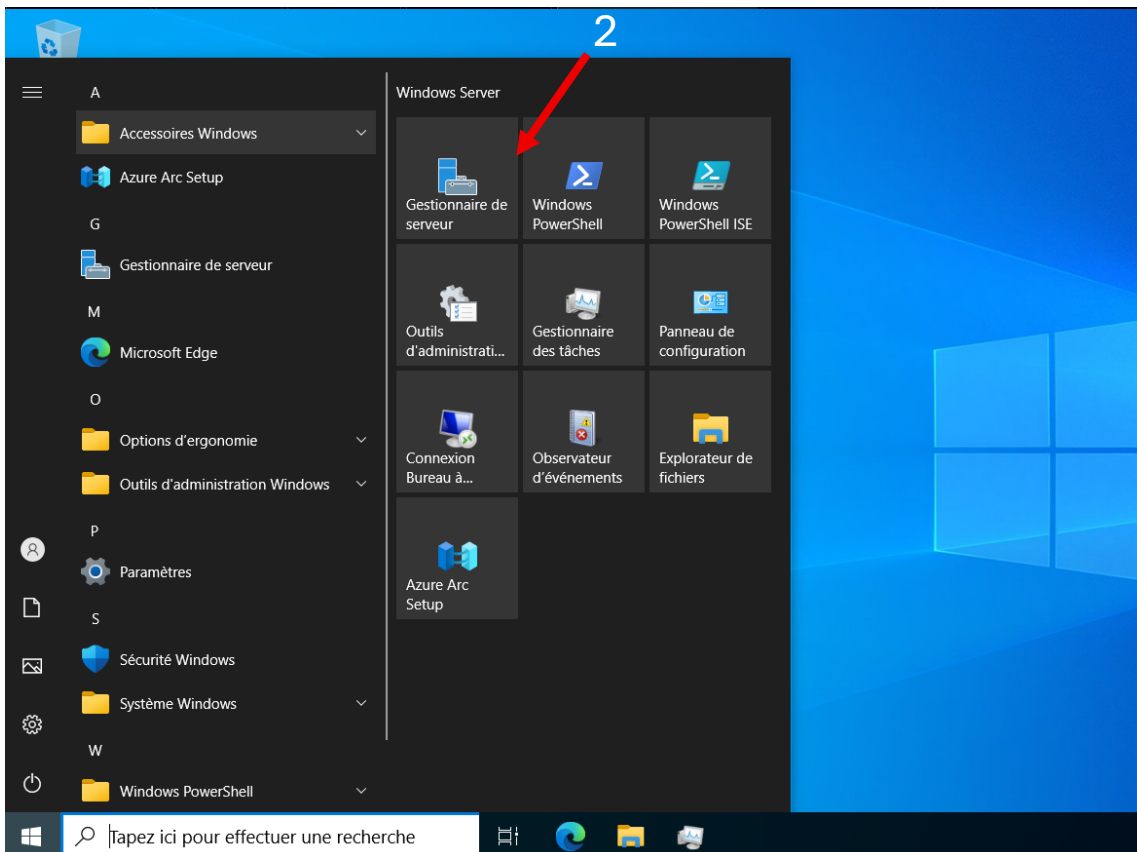 2
A
Accessoires Windows
Azure Arc Setup
G
Gestionnaire de serveur
M
Microsoft Edge
O
Options d'ergonomie
Outils d'administration Windows
P
Paramètres
S
Sécurité Windows
Système Windows
W
Windows PowerShell
Windows Server
Gestionnaire de
serveur
Windows
PowerShell
Windows
PowerShell ISE
Outils
d'administrati...
Gestionnaire
des tâches
Panneau de
configuration
Connexion
Bureau à...
Observateur
d'événements
Explorateur de
fichiers
Azure Arc
Setup
Tapez ici pour effectuer une recherche